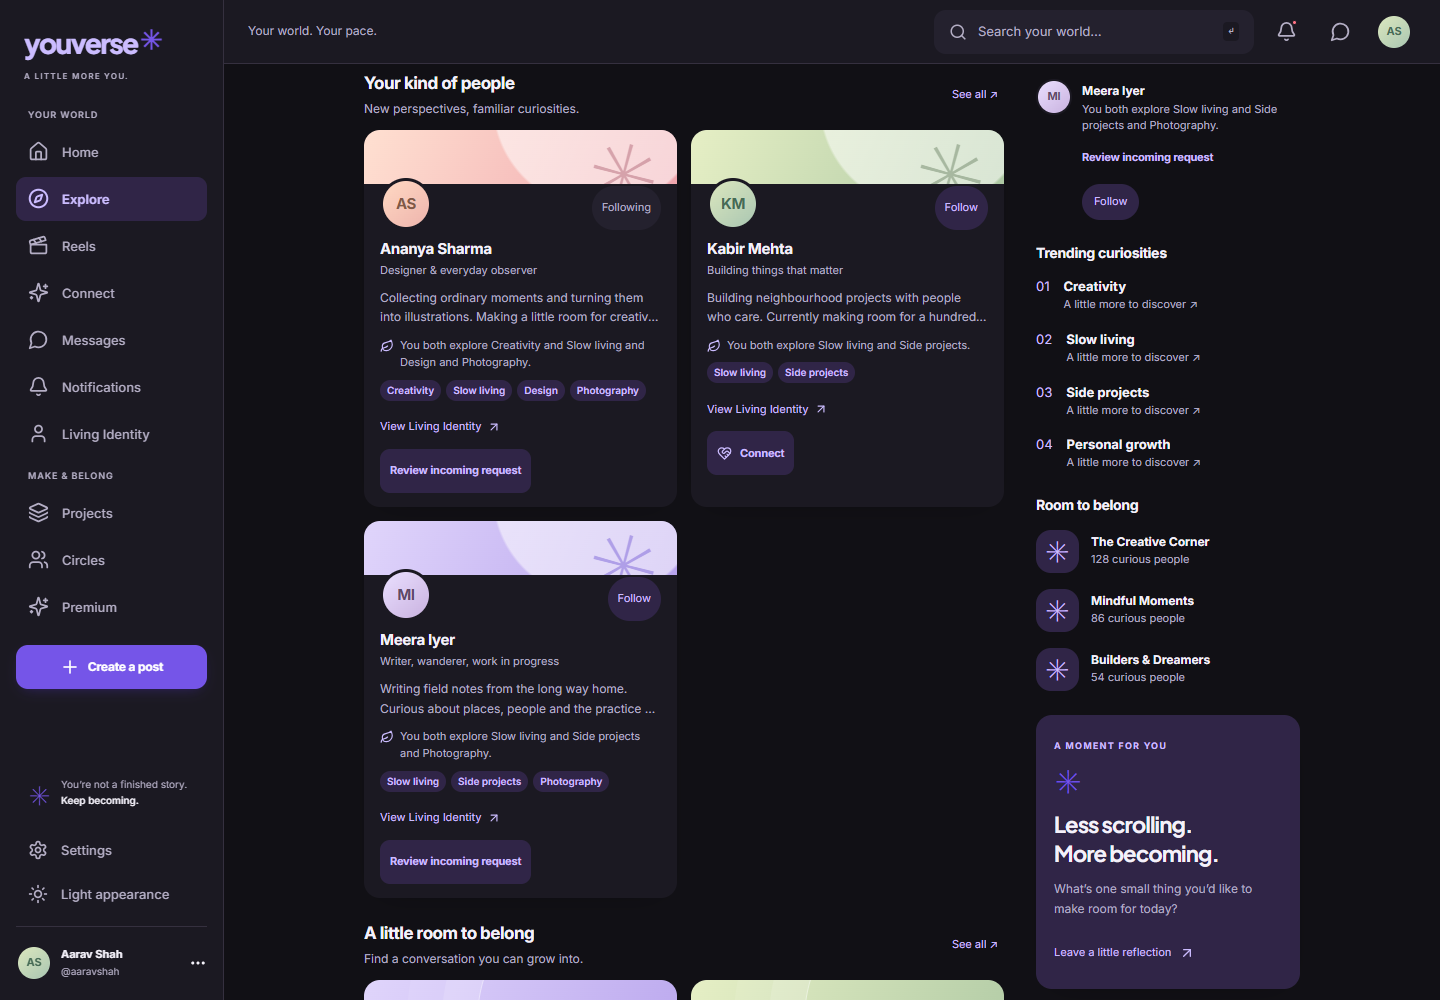 youverse
A LITTLE MORE YOU.
YOUR WORLD
Home
Explore
Reels
Connect
Messages
Notifications
Living Identity
MAKE & BELONG
Projects
Circles
Premium
Create a post
You're not a finished story.
Keep becoming.
Settings
Light appearance
AS
Aarav Shah
@aaravshah
Your world. Your pace.
Search your world...
AS
Your kind of people
New perspectives, familiar curiosities.
See all
AS
Following
Ananya Sharma
Designer & everyday observer
Collecting ordinary moments and turning them
into illustrations. Making a little room for creativ...
You both explore Creativity and Slow living and
Design and Photography.
Creativity
Slow living
Design
Photography
View Living Identity
Review incoming request
KM
Follow
Kabir Mehta
Building things that matter
Building neighbourhood projects with people
who care. Currently making room for a hundred...
You both explore Slow living and Side projects.
Slow living
Side projects
View Living Identity
Connect
MI
Follow
Meera Iyer
Writer, wanderer, work in progress
Writing field notes from the long way home.
Curious about places, people and the practice ...
You both explore Slow living and Side projects
and Photography.
Slow living
Side projects
Photography
View Living Identity
Review incoming request
A little room to belong
Find a conversation you can grow into.
See all
MI
Meera Iyer
You both explore Slow living and Side
projects and Photography.
Review incoming request
Follow
Trending curiosities
01 Creativity
A little more to discover
02 Slow living
A little more to discover
03 Side projects
A little more to discover
04 Personal growth
A little more to discover
Room to belong
The Creative Corner
128 curious people
Mindful Moments
86 curious people
Builders & Dreamers
54 curious people
A MOMENT FOR YOU
Less scrolling.
More becoming.
What's one small thing you'd like to
make room for today?
Leave a little reflection